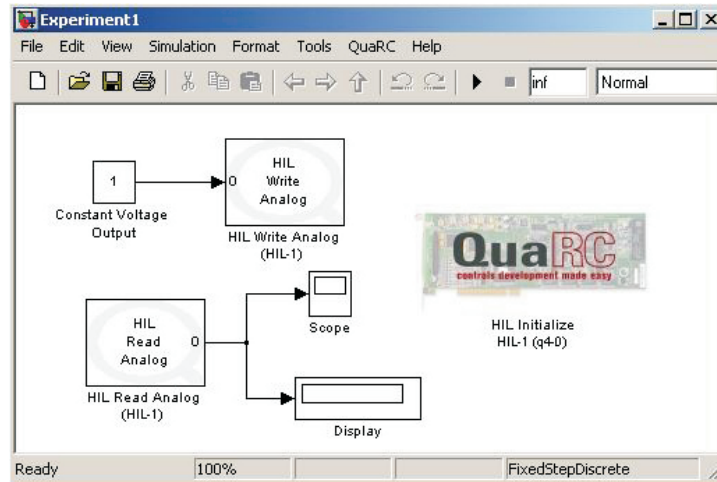 Experiment1
File Edit View Simulation Format Tools QuaRC Help
inf Normal
1
Constant Voltage
Output
0
HIL
Write
Analog
HIL Write Analog
(HIL-1)
HIL
Read
Analog
0
HIL Read Analog
(HIL-1)
Scope
Display
QuaRC
controls development made easy
HIL Initialize
HIL-1 (q4-0)
Ready 100% FixedStepDiscrete